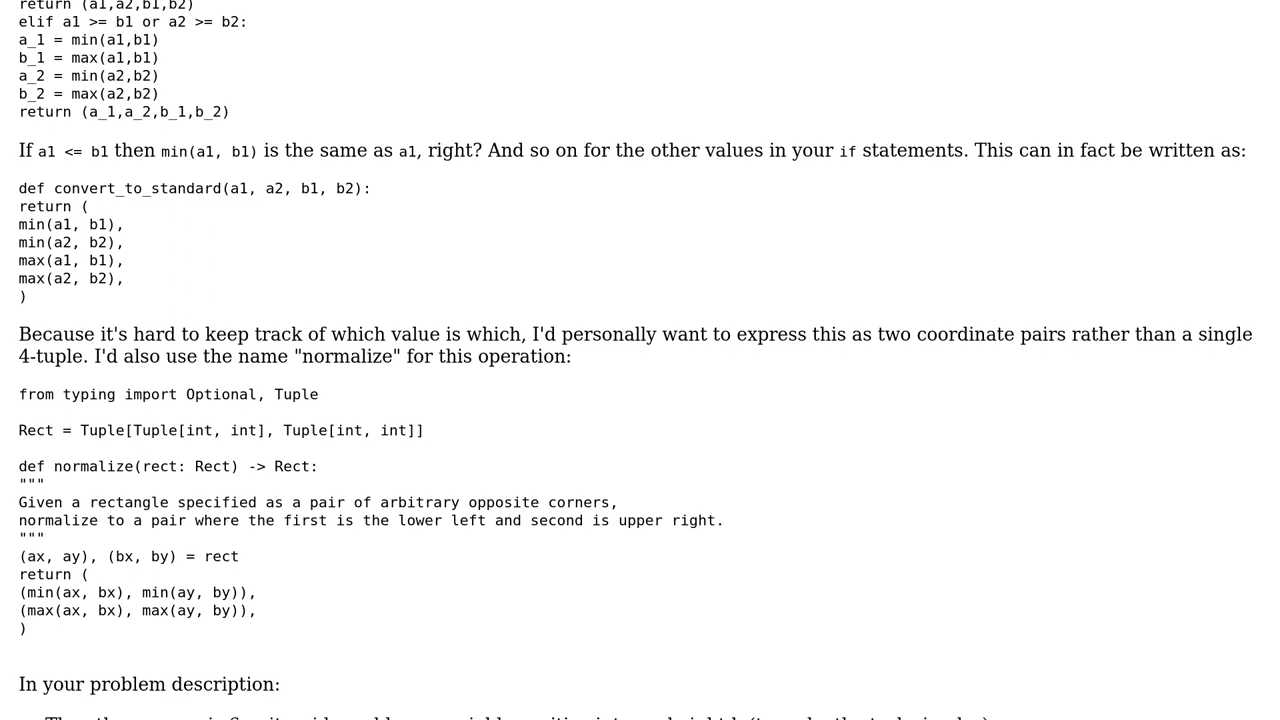 return (a1,a2,b1,b2)
elif a1 >= b1 or a2 >= b2:
a_1 = min(a1,b1)
b_1 = max(a1,b1)
a_2 = min(a2,b2)
b_2 = max(a2,b2)
return (a_1,a_2,b_1,b_2)
If a1 <= b1 then min(a1, b1) is the same as a1, right? And so on for the other values in your if statements. This can in fact be written as:
def convert_to_standard(a1, a2, b1, b2):
return (
min(a1, b1),
min(a2, b2),
max(a1, b1),
max(a2, b2),
)
Because it's hard to keep track of which value is which, I'd personally want to express this as two coordinate pairs rather than a single
4-tuple. I'd also use the name "normalize" for this operation:
from typing import Optional, Tuple
Rect = Tuple[Tuple[int, int], Tuple[int, int]]
def normalize(rect: Rect) -> Rect:
"""
Given a rectangle specified as a pair of arbitrary opposite corners,
normalize to a pair where the first is the lower left and second is upper right.
"""
(ax, ay), (bx, by) = rect
return (
(min(ax, bx), min(ay, by)),
(max(ax, bx), max(ay, by)),
)
In your problem description: